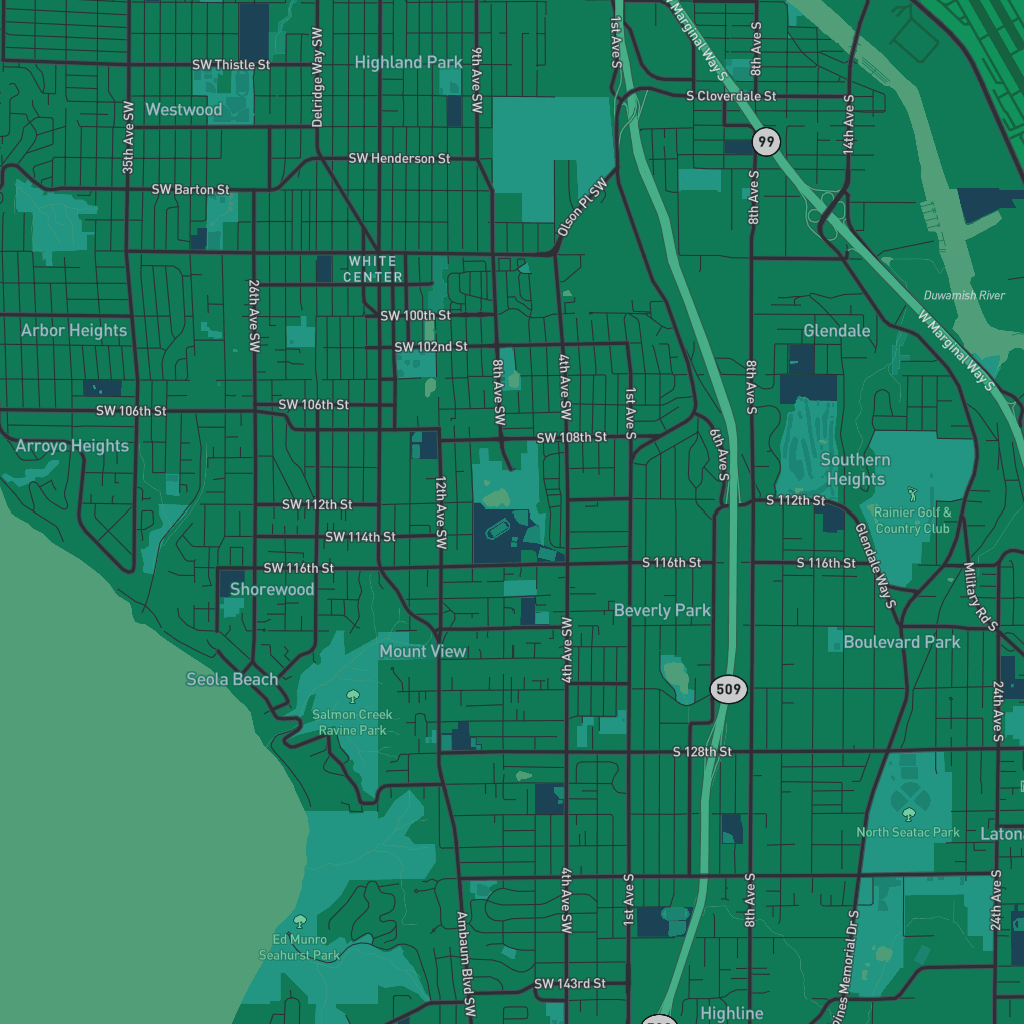 1st Ave S
W Marginal Way S
8th Ave S
9th Ave SW
Delridge Way SW
Highland Park
SW Thistle St
Westwood
S Cloverdale St
35th Ave SW
14th Ave S
99
SW Henderson St
SW Barton St
Olson Pl SW
8th Ave S
WHITE
CENTER
26th Ave SW
Duwamish River
SW 100th St
W Marginal Way S
Arbor Heights
Glendale
SW 102nd St
8th Ave SW
4th Ave SW
1st Ave S
8th Ave S
SW 106th St
SW 106th St
SW 108th St
6th Ave S
Arroyo Heights
Southern
Heights
12th Ave SW
SW 112th St
S 112th St
Rainier Golf &
Country Club
SW 114th St
Glendale Way S
SW 116th St
S 116th St
S 116th St
Military Rd S
Shorewood
Beverly Park
Mount View
4th Ave SW
Boulevard Park
Seola Beach
509
24th Ave S
Salmon Creek
Ravine Park
S 128th St
North Seatac Park
Latona
4th Ave SW
1st Ave S
8th Ave S
24th Ave S
Ed Munro
Seahurst Park
Ambaum Blvd SW
Memorial Dr S
SW 143rd St
Highline